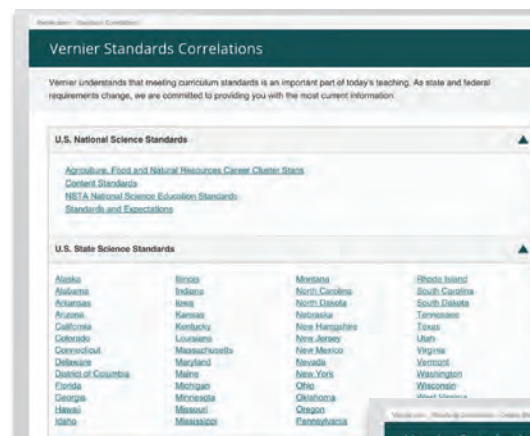 Vernier Standards Correlations
Vernier understands that meeting curriculum standards is an important part of today's teaching. As state and federal
requirements change, we are committed to providing you with the most current information.
U.S. National Science Standards
Agriculture, Food and Natural Resources Career Cluster Stans
Content Standards
NSTA National Science Education Standards
Standards and Expectations
U.S. State Science Standards
Alaska Illinois Montana Rhode Island
Alabama Indiana North Carolina South Carolina
Arkansas Iowa North Dakota South Dakota
Arizona Kansas Nebraska Tennessee
California Kentucky New Hampshire Texas
Colorado Louisiana New Jersey Utah
Connecticut Massachusetts New Mexico Virginia
Delaware Maryland Nevada Vermont
District of Columbia Maine New York Washington
Florida Michigan Ohio Wisconsin
Georgia Minnesota Oklahoma West Virginia
Hawaii Missouri Oregon
Idaho Mississippi Pennsylvania